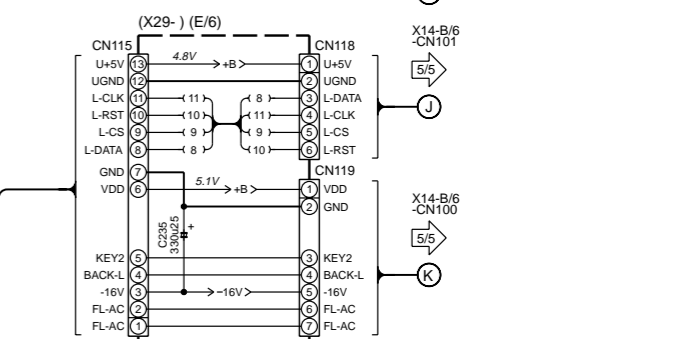 (X29- ) (E/6)
CN115
CN118
X14-B/6
-CN101
5/5
J
U+5V 13 4.8V +B 1 U+5V
UGND 12 2 UGND
L-CLK 11 11 8 3 L-DATA
L-RST 10 10 11 4 L-CLK
L-CS 9 9 9 5 L-CS
L-DATA 8 8 10 6 L-RST
GND 7
CN119
VDD 6 5.1V +B 1 VDD
2 GND
X14-B/6
-CN100
5/5
K
C235
330u25
+
KEY2 5 3 KEY2
BACK-L 4 4 BACK-L
-16V 3 -16V 5 -16V
FL-AC 2 6 FL-AC
FL-AC 1 7 FL-AC